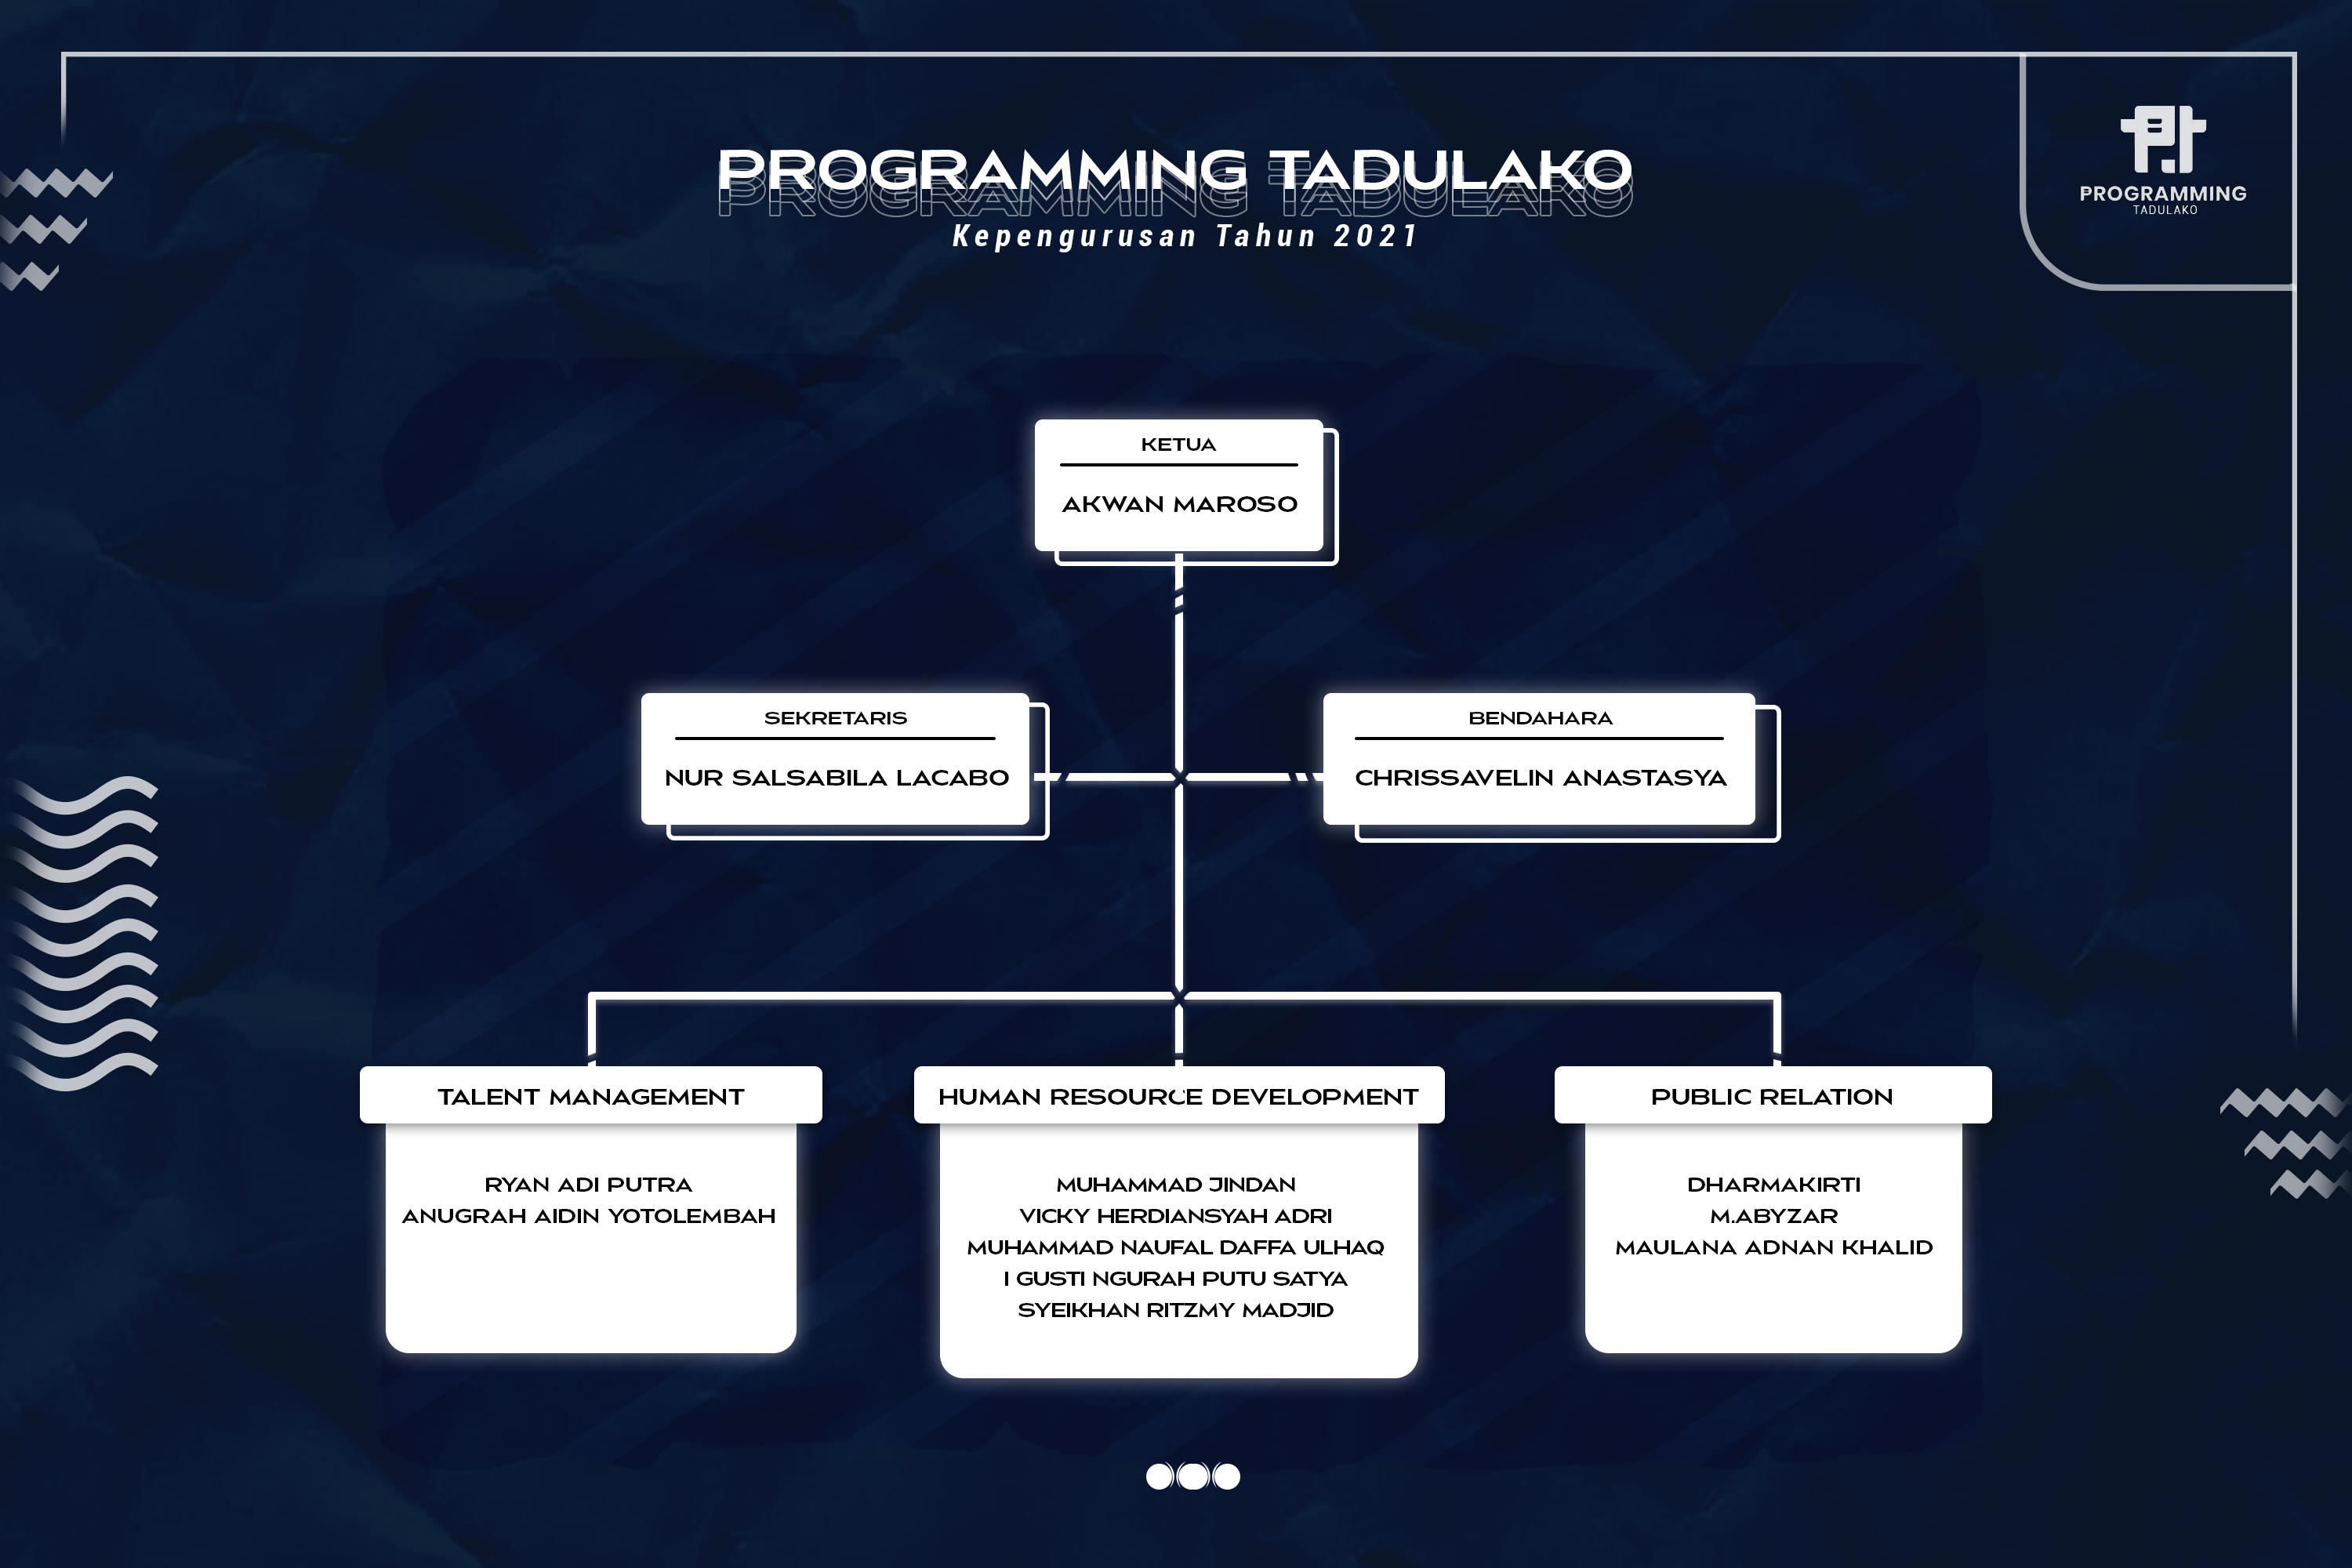 PROGRAMMING TADULAKO
Kepengurusan Tahun 2021
PROGRAMMING
TADULAKO
KETUA
AKWAN MAROSO
SEKRETARIS
NUR SALSABILA LACABO
BENDAHARA
CHRISSAVELIN ANASTASYA
TALENT MANAGEMENT
RYAN ADI PUTRA
ANUGRAH AIDIN YOTOLEMBAH
HUMAN RESOURCE DEVELOPMENT
MUHAMMAD JINDAN
VICKY HERDIANSYAH ADRI
MUHAMMAD NAUFAL DAFFA ULHAQ
I GUSTI NGURAH PUTU SATYA
SYEIKHAN RITZMY MADJID
PUBLIC RELATION
DHARMAKIRTI
M.ABYZAR
MAULANA ADNAN KHALID